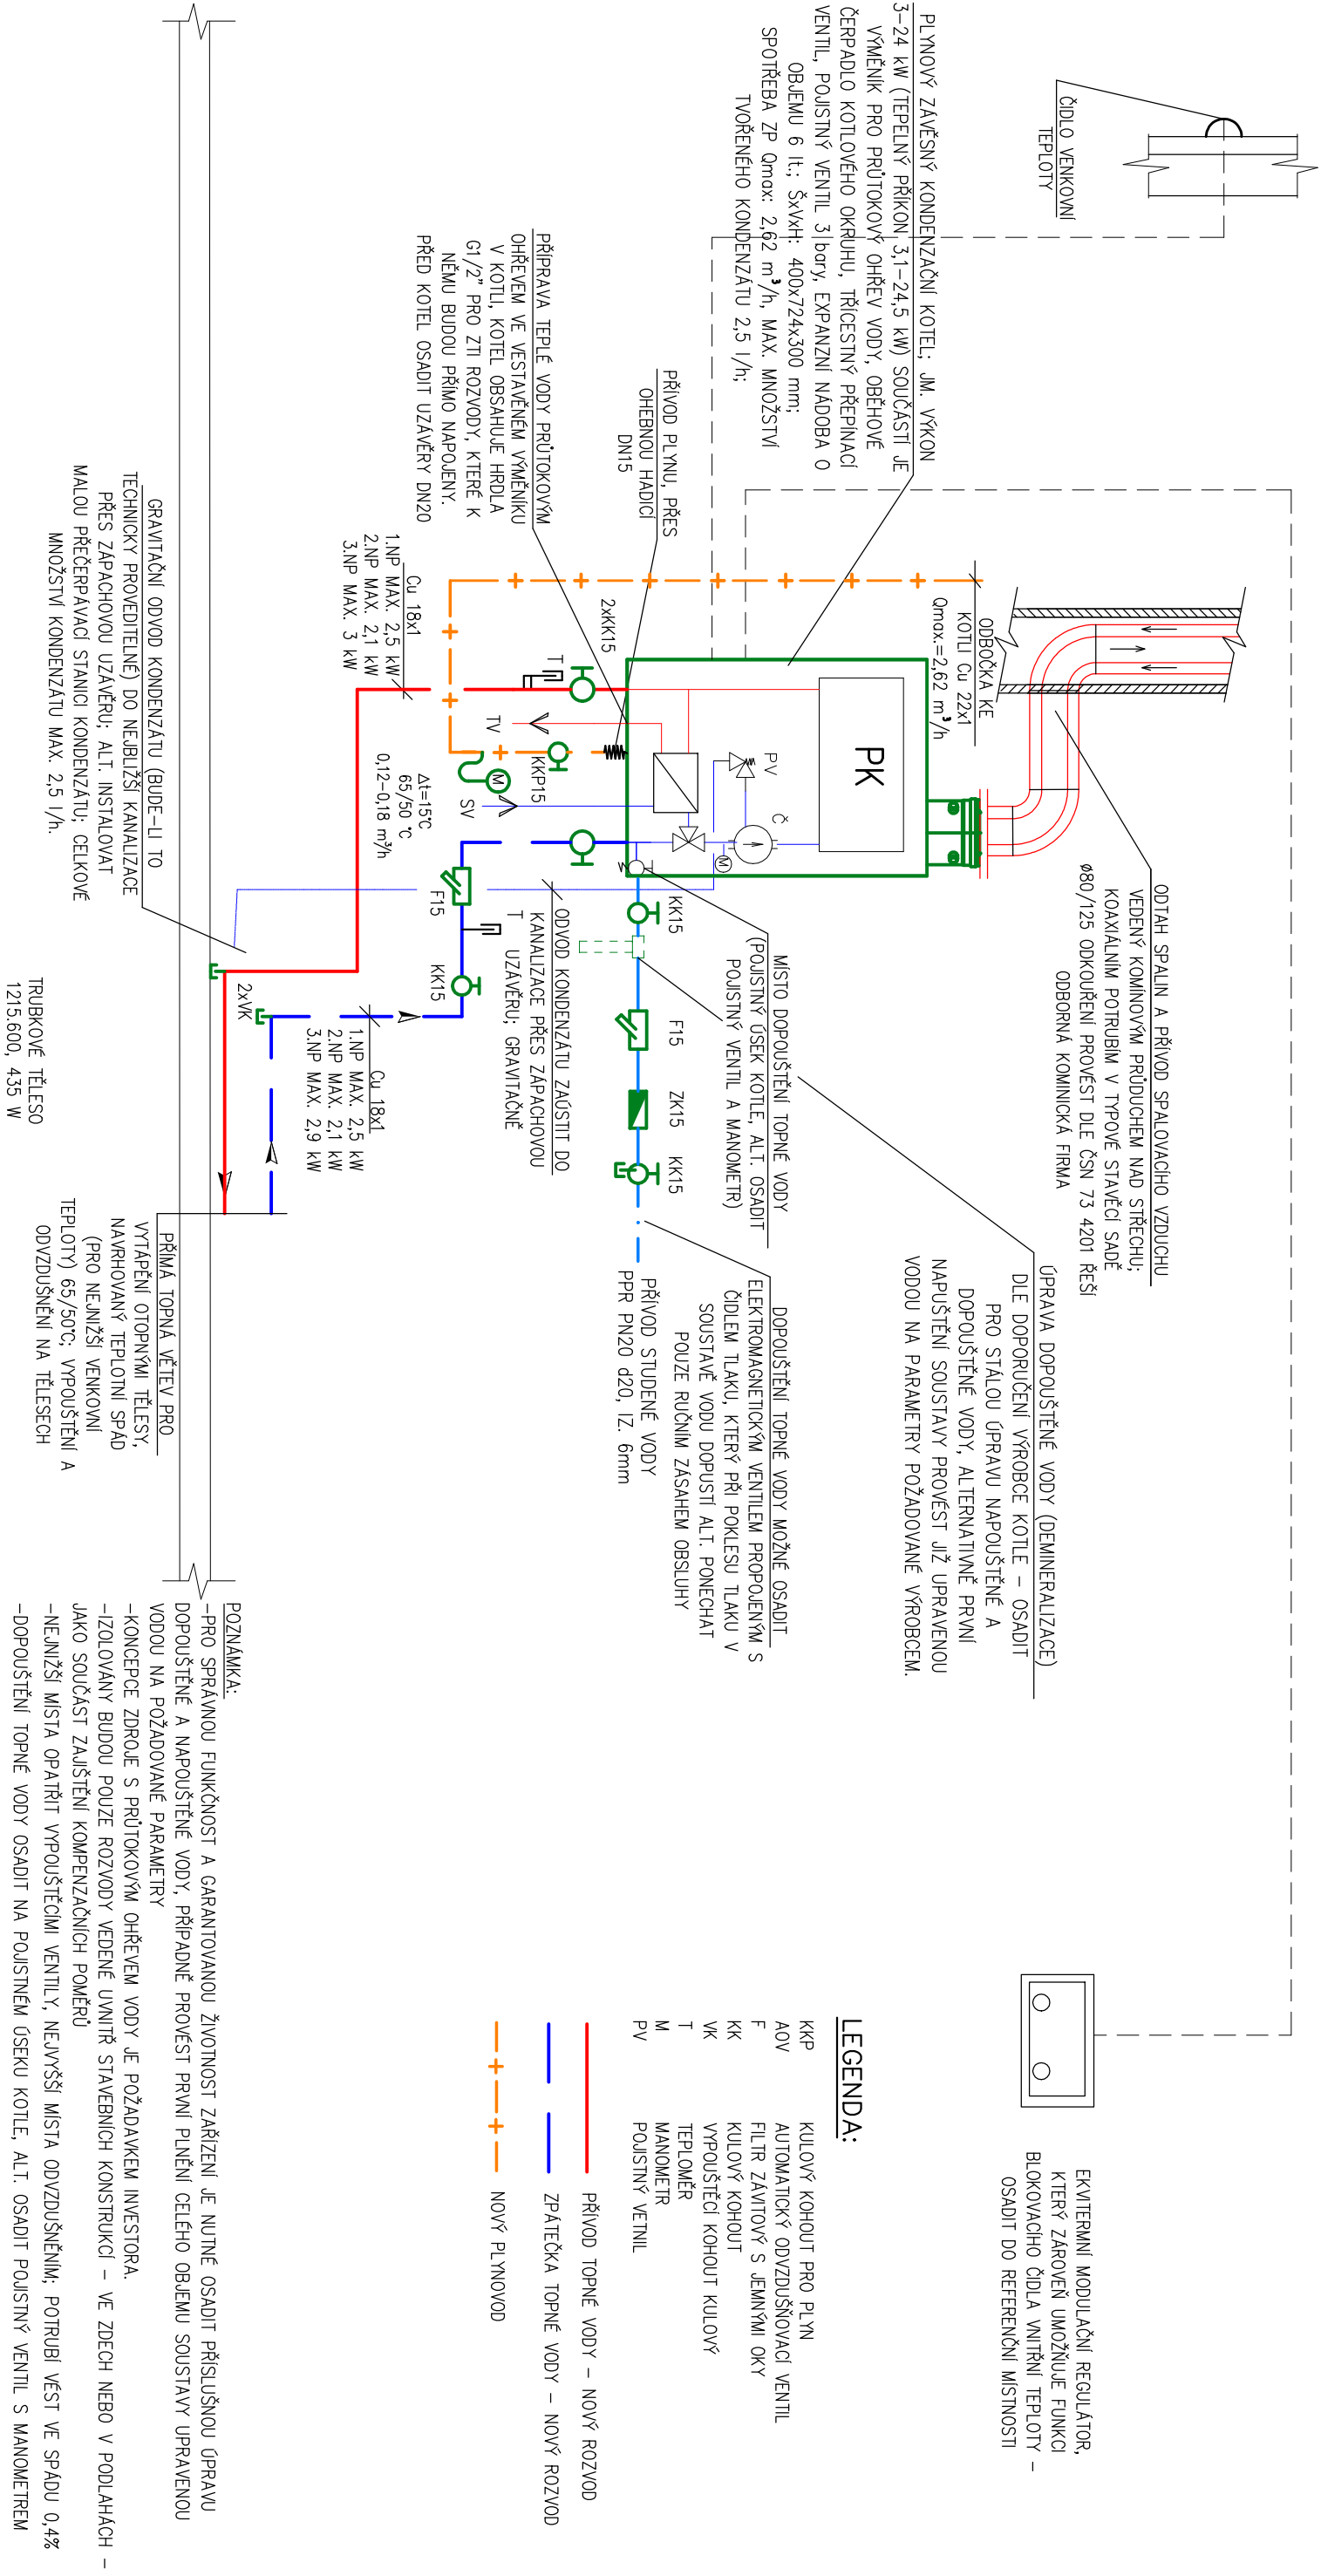 ČIDLO VENKOVNÍ
TEPLOTY
PLYNOVÝ ZÁVĚSNÝ KONDENZAČNÍ KOTEL; JM. VÝKON
3-24 kW (TEPELNÝ PŘÍKON 3,1-24,5 kW) SOUČÁSTÍ JE
VÝMĚNÍK PRO PRŮTOKOVÝ OHŘEV VODY, OBĚHOVÉ
ČERPADLO KOTLOVÉHO OKRUHU, TŘÍCESTNÝ PŘEPÍNACÍ
VENTIL, POJISTNÝ VENTIL 3 bary, EXPANZNÍ NÁDOBA O
OBJEMU 6 lt.; ŠxVxH: 400x724x300 mm;
SPOTŘEBA ZP Qmax: 2,62 m³/h, MAX. MNOŽSTVÍ
TVOŘENÉHO KONDENZÁTU 2,5 l/h;
PŘÍVOD PLYNU, PŘES
OHEBNOU HADICI
DN15
PŘÍPRAVA TEPLÉ VODY PRŮTOKOVÝM
OHŘEVEM VE VESTAVĚNÉM VÝMĚNÍKU
V KOTLI, KOTEL OBSAHUJE HRDLA
G1/2" PRO ZTI ROZVODY, KTERÉ K
NĚMU BUDOU PŘÍMO NAPOJENY.
PŘED KOTEL OSADIT UZÁVĚRY DN20
GRAVITAČNÍ ODVOD KONDENZÁTU (BUDE-LI TO
TECHNICKY PROVEDITELNÉ) DO NEJBLIŽŠÍ KANALIZACE
PŘES ZÁPACHOVOU UZÁVĚRU; ALT. INSTALOVAT
MALOU PŘEČERPÁVACÍ STANICI KONDENZÁTU; CELKOVÉ
MNOŽSTVÍ KONDENZÁTU MAX. 2,5 l/h.
ODBOČKA KE
KOTLI Cu 22x1
Qmax.=2,62 m³/h
PK
PV
Č
M
2xKK15
T
TV
KKP15
M
SV
Δt=15°C
65/50 °C
0,12-0,18 m³/h
Cu 18x1
1.NP MAX. 2,5 kW
2.NP MAX. 2,1 kW
3.NP MAX. 3 kW
F15
T
KK15
2xVK
Cu 18x1
1.NP MAX. 2,5 kW
2.NP MAX. 2,1 kW
3.NP MAX. 2,9 kW
KK15
F15
ZK15
KK15
ODVOD KONDENZÁTU ZAÚSTIT DO
KANALIZACE PŘES ZÁPACHOVOU
UZÁVĚRU; GRAVITAČNĚ
MÍSTO DOPOUŠTĚNÍ TOPNÉ VODY
(POJISTNÝ ÚSEK KOTLE, ALT. OSADIT
POJISTNÝ VENTIL A MANOMETR)
ODTAH SPALIN A PŘÍVOD SPALOVACÍHO VZDUCHU
VEDENÝ KOMÍNOVÝM PRŮDUCHEM NAD STŘECHU;
KOAXIÁLNÍM POTRUBÍM V TYPOVÉ STAVĚCÍ SADĚ
ø80/125 ODKOUŘENÍ PROVÉST DLE ČSN 73 4201 ŘEŠÍ
ODBORNÁ KOMINICKÁ FIRMA
ÚPRAVA DOPOUŠTĚNÉ VODY (DEMINERALIZACE)
DLE DOPORUČENÍ VÝROBCE KOTLE - OSADIT
PRO STÁLOU ÚPRAVU NAPOUŠTĚNÉ A
DOPOUŠTĚNÉ VODY, ALTERNATIVNĚ PRVNÍ
NAPUŠTĚNÍ SOUSTAVY PROVÉST JIŽ UPRAVENOU
VODOU NA PARAMETRY POŽADOVANÉ VÝROBCEM.
DOPOUŠTĚNÍ TOPNÉ VODY MOŽNÉ OSADIT
ELEKTROMAGNETICKÝM VENTILEM PROPOJENÝM S
ČIDLEM TLAKU, KTERÝ PŘI POKLESU TLAKU V
SOUSTAVĚ VODU DOPUSTÍ ALT. PONECHAT
POUZE RUČNÍM ZÁSAHEM OBSLUHY
PŘÍVOD STUDENÉ VODY
PPR PN20 d20, IZ. 6mm
TRUBKOVÉ TĚLESO
1215.600, 435 W
PŘÍMÁ TOPNÁ VĚTEV PRO
VYTÁPĚNÍ OTOPNÝMI TĚLESY,
NAVRHOVANÝ TEPLOTNÍ SPÁD
(PRO NEJNIŽŠÍ VENKOVNÍ
TEPLOTY) 65/50°C; VYPOUŠTĚNÍ A
ODVZDUŠNĚNÍ NA TĚLESECH
EKVITERMNÍ MODULAČNÍ REGULÁTOR,
KTERÝ ZÁROVEŇ UMOŽŇUJE FUNKCI
BLOKOVACÍHO ČIDLA VNITŘNÍ TEPLOTY -
OSADIT DO REFERENČNÍ MÍSTNOSTI
LEGENDA:
KKP KULOVÝ KOHOUT PRO PLYN
AOV AUTOMATICKÝ ODVZDUŠŇOVACÍ VENTIL
F FILTR ZÁVITOVÝ S JEMNÝMI OKY
KK KULOVÝ KOHOUT
VK VYPOUŠTĚCÍ KOHOUT KULOVÝ
T TEPLOMĚR
M MANOMETR
PV POJISTNÝ VETNIL
PŘÍVOD TOPNÉ VODY - NOVÝ ROZVOD
ZPÁTEČKA TOPNÉ VODY - NOVÝ ROZVOD
NOVÝ PLYNOVOD
POZNÁMKA:
-PRO SPRÁVNOU FUNKČNOST A GARANTOVANOU ŽIVOTNOST ZAŘÍZENÍ JE NUTNÉ OSADIT PŘÍSLUŠNOU ÚPRAVU
DOPOUŠTĚNÉ A NAPOUŠTĚNÉ VODY, PŘÍPADNĚ PROVÉST PRVNÍ PLNĚNÍ CELÉHO OBJEMU SOUSTAVY UPRAVENOU
VODOU NA POŽADOVANÉ PARAMETRY
-KONCEPCE ZDROJE S PRŮTOKOVÝM OHŘEVEM VODY JE POŽADAVKEM INVESTORA.
-IZOLOVÁNY BUDOU POUZE ROZVODY VEDENÉ UVNITŘ STAVEBNÍCH KONSTRUKCÍ - VE ZDECH NEBO V PODLAHÁCH -
JAKO SOUČÁST ZAJIŠTĚNÍ KOMPENZAČNÍCH POMĚRŮ
-NEJNIŽŠÍ MÍSTA OPATŘIT VYPOUŠTĚCÍMI VENTILY, NEJVYŠŠÍ MÍSTA ODVZDUŠNĚNÍM; POTRUBÍ VÉST VE SPÁDU 0,4%
-DOPOUŠTĚNÍ TOPNÉ VODY OSADIT NA POJISTNÉM ÚSEKU KOTLE, ALT. OSADIT POJISTNÝ VENTIL S MANOMETREM